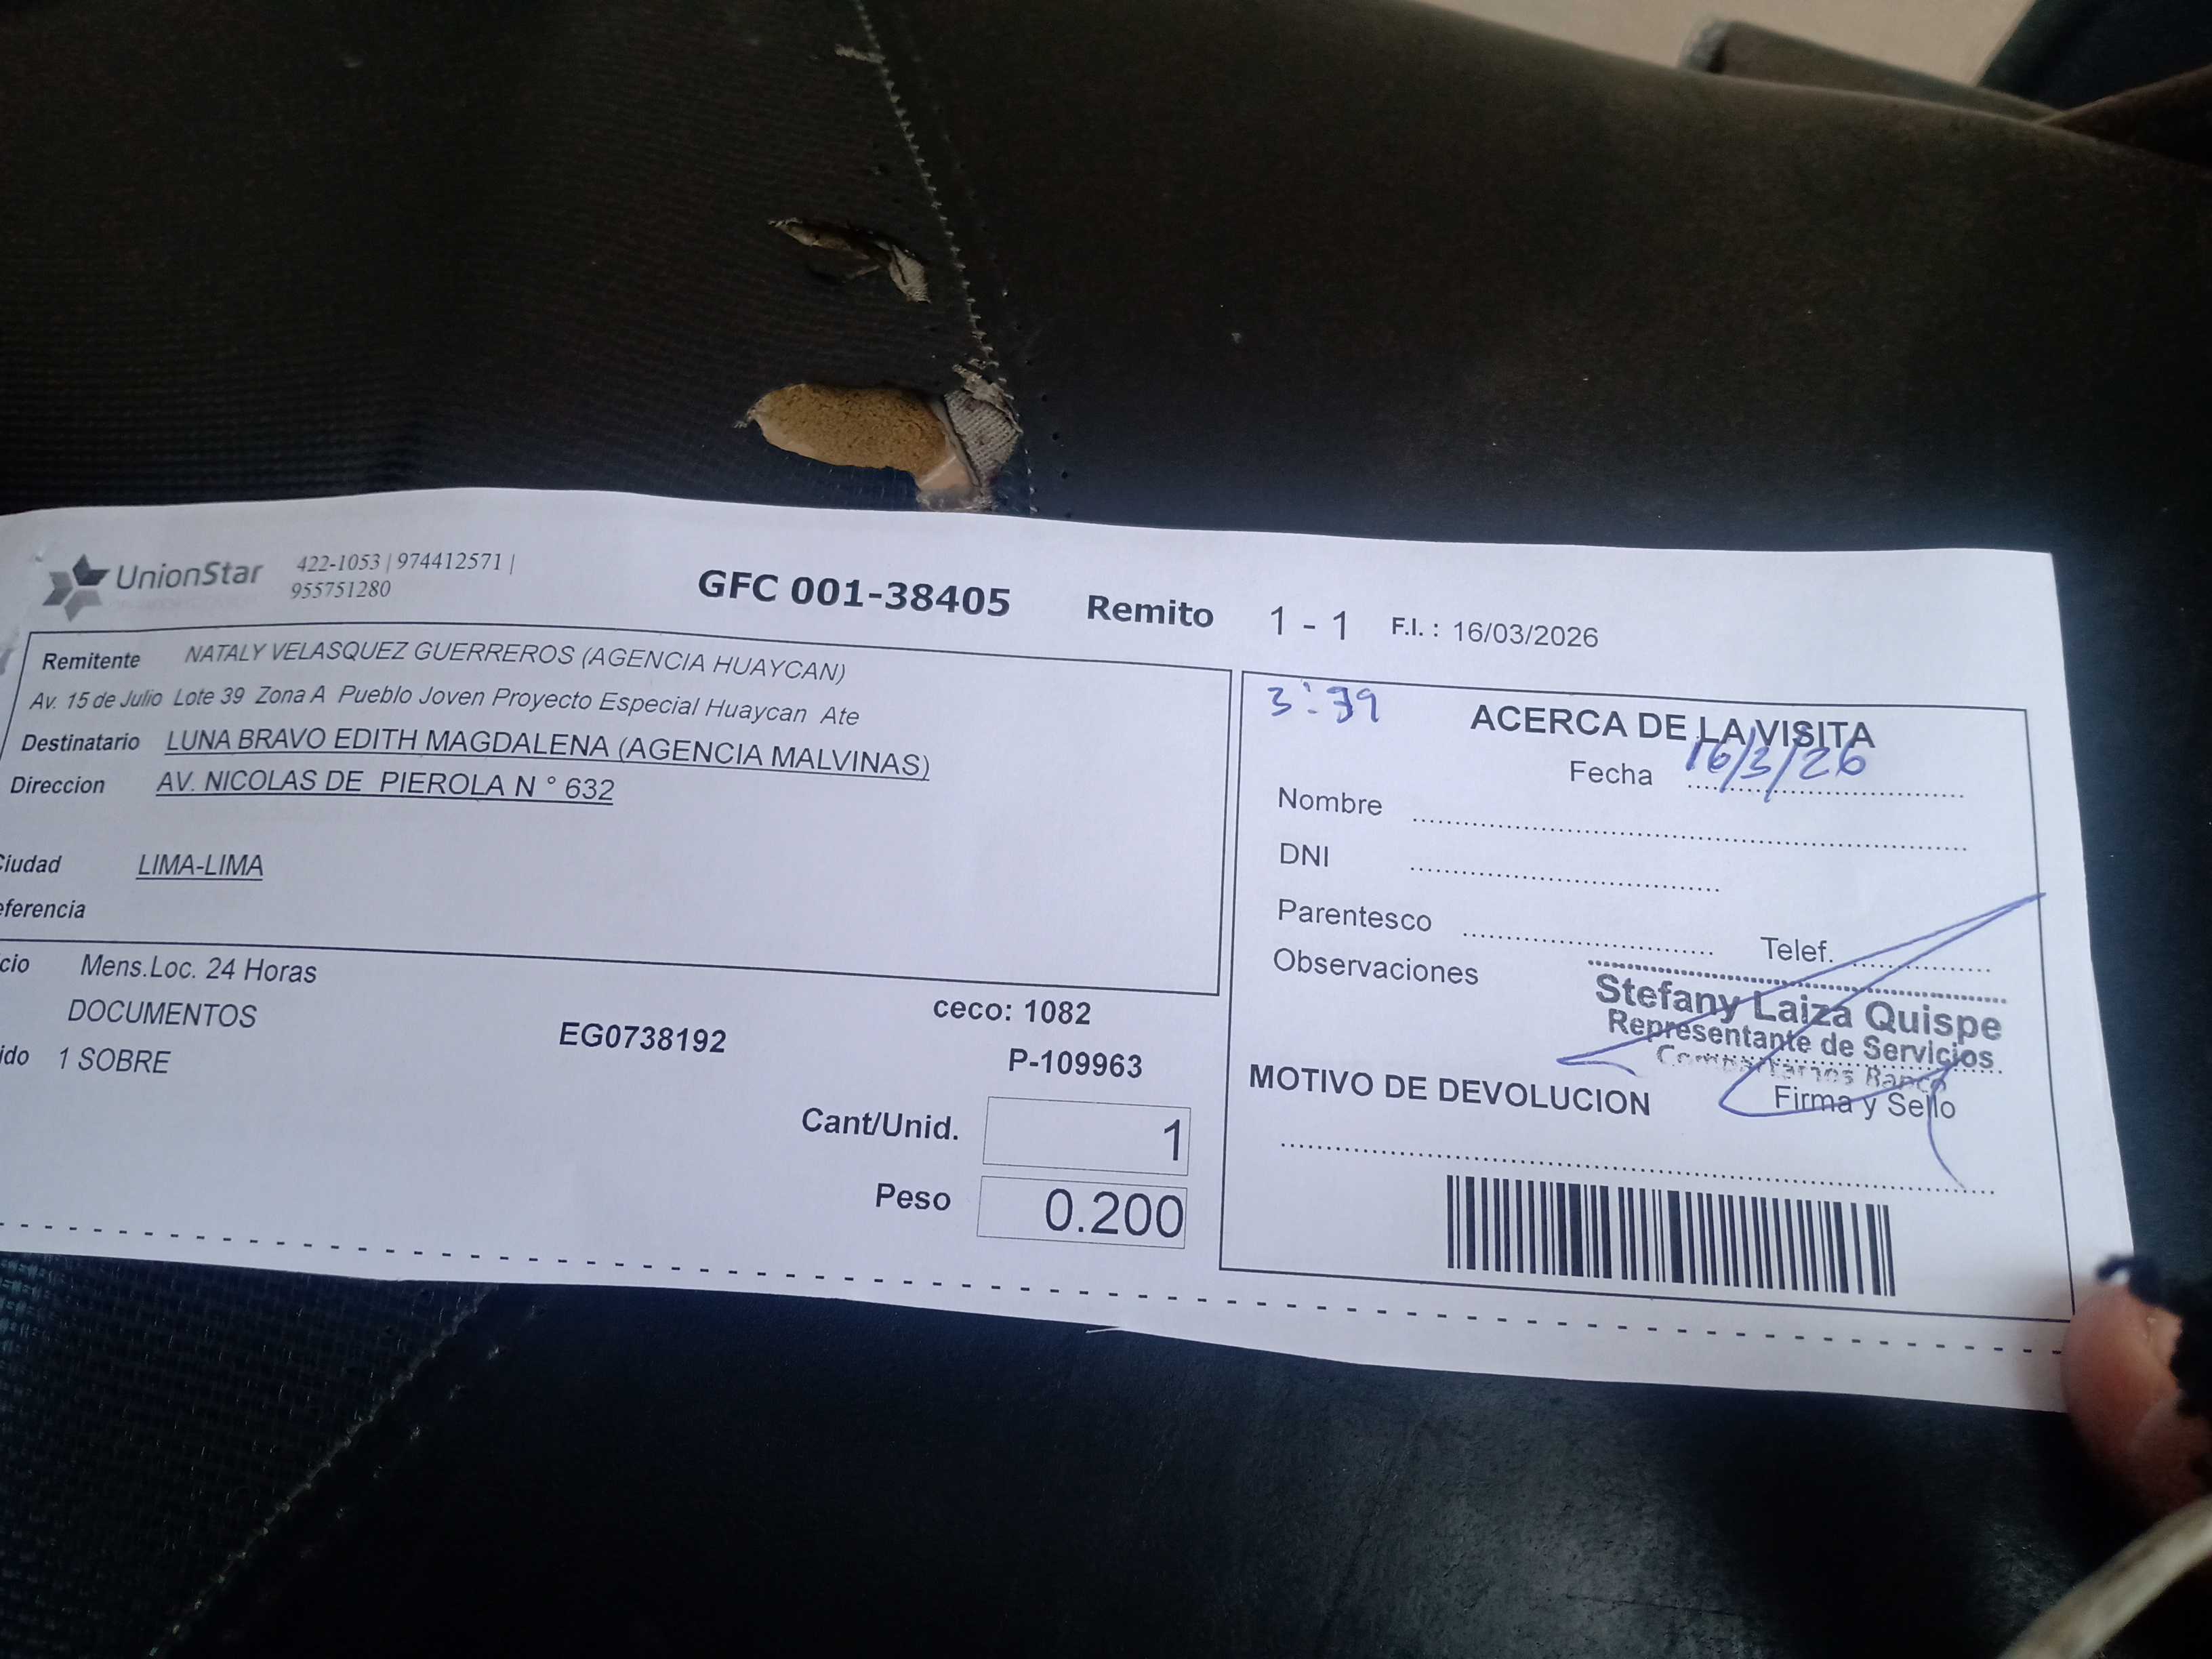 UnionStar
422-1053 | 974412571 |
955751280
GFC 001-38405 Remito 1 - 1 F.I. : 16/03/2026
Remitente NATALY VELASQUEZ GUERREROS (AGENCIA HUAYCAN)
Av. 15 de Julio Lote 39 Zona A Pueblo Joven Proyecto Especial Huaycan Ate
Destinatario LUNA BRAVO EDITH MAGDALENA (AGENCIA MALVINAS)
Direccion AV. NICOLAS DE PIEROLA N ° 632
Ciudad LIMA-LIMA
eferencia
cio Mens.Loc. 24 Horas
DOCUMENTOS
ido 1 SOBRE
EG0738192
ceco: 1082
P-109963
Cant/Unid. 1
Peso 0.200
ACERCA DE LA VISITA
Fecha 16/3/26
Nombre
DNI
Parentesco
Telef.
Observaciones
Stefany Laiza Quispe
Representante de Servicios
Compartamos Banco
Firma y Sello
MOTIVO DE DEVOLUCION